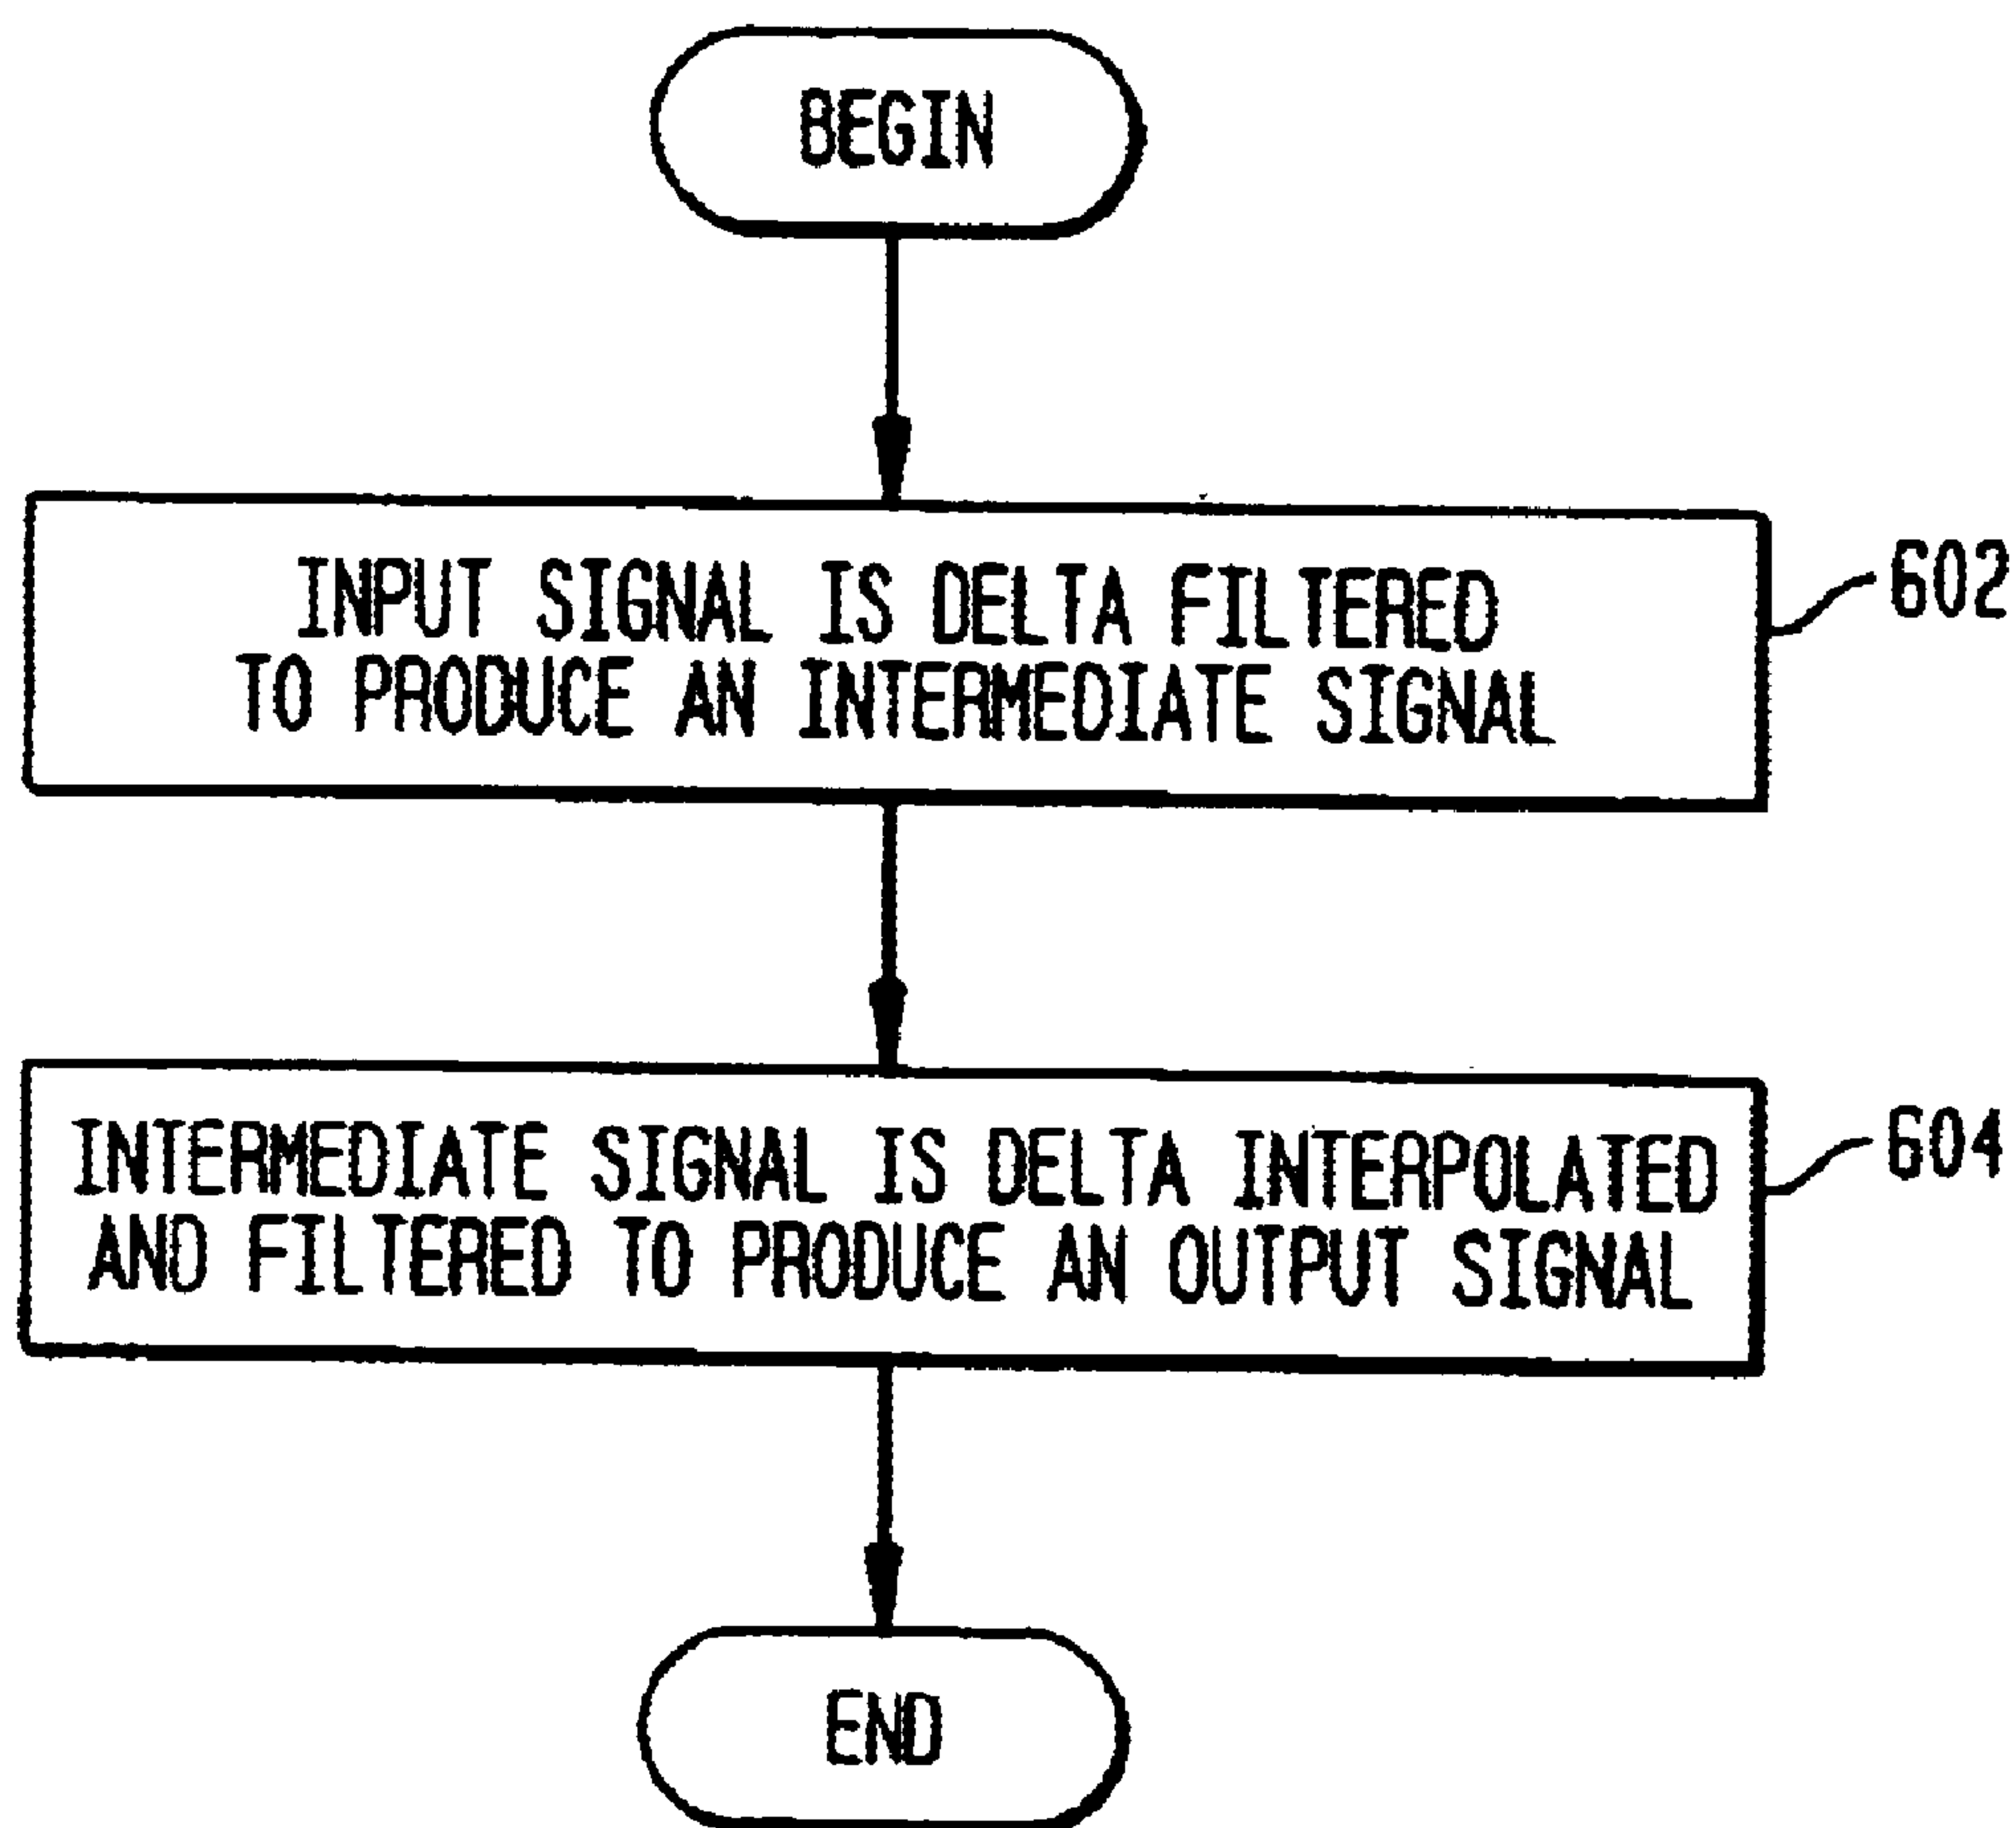 BEGIN
INPUT SIGNAL IS DELTA FILTERED
TO PRODUCE AN INTERMEDIATE SIGNAL
602
INTERMEDIATE SIGNAL IS DELTA INTERPOLATED
AND FILTERED TO PRODUCE AN OUTPUT SIGNAL
604
END